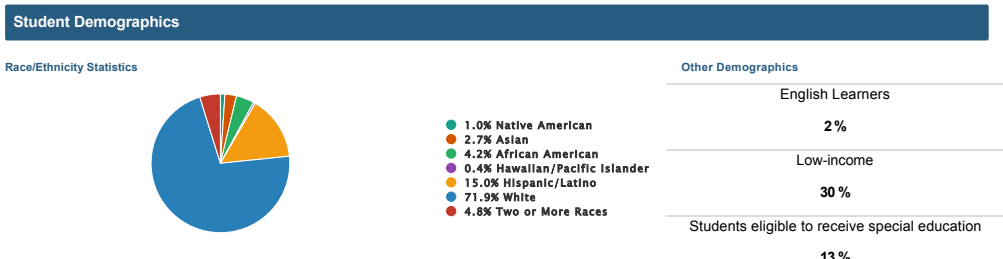 Student Demographics
Race/Ethnicity Statistics
1.0% Native American
2.7% Asian
4.2% African American
0.4% Hawaiian/Pacific Islander
15.0% Hispanic/Latino
71.9% White
4.8% Two or More Races
Other Demographics
English Learners
2 %
Low-income
30 %
Students eligible to receive special education
13 %